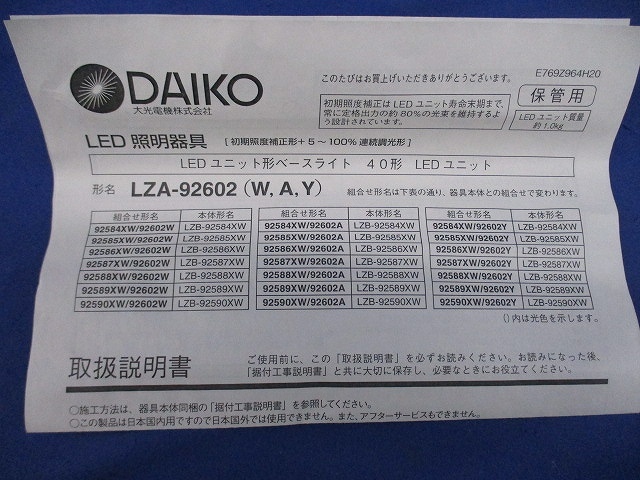 DAIKO
大光電機株式会社
このたびはお買上げいただきありがとうございます。
E769Z964H20
初期照度補正は LED ユニット寿命末期まで、
常に定格出力の約 80%の光束を維持するよ
う設計されています。
保管用
LED ユニット質量
約 1.0kg
LED 照明器具 [初期照度補正形+5~100% 連続調光形]
LED ユニット形ベースライト 40形 LED ユニット
形名 LZA-92602 (W, A, Y) 組合せ形名は下表の通り、器具本体との組合せで変わります。
組合せ形名 本体形名 組合せ形名 本体形名 組合せ形名 本体形名
92584XW/92602W LZB-92584XW 92584XW/92602A LZB-92584XW 92584XW/92602Y LZB-92584XW
92585XW/92602W LZB-92585XW 92585XW/92602A LZB-92585XW 92585XW/92602Y LZB-92585XW
92586XW/92602W LZB-92586XW 92586XW/92602A LZB-92586XW 92586XW/92602Y LZB-92586XW
92587XW/92602W LZB-92587XW 92587XW/92602A LZB-92587XW 92587XW/92602Y LZB-92587XW
92588XW/92602W LZB-92588XW 92588XW/92602A LZB-92588XW 92588XW/92602Y LZB-92588XW
92589XW/92602W LZB-92589XW 92589XW/92602A LZB-92589XW 92589XW/92602Y LZB-92589XW
92590XW/92602W LZB-92590XW 92590XW/92602A LZB-92590XW 92590XW/92602Y LZB-92590XW
( )内は光色を示します。
取扱説明書
ご使用前に、この「取扱説明書」を必ずお読みください。お読みになった後、
「据付工事説明書」と共に大切に保存し、必要なときにお役立てください。
○施工方法は、器具本体同梱の「据付工事説明書」を参照してください。
○この製品は日本国内用ですので日本国外では使用できません。また、アフターサービスもできません。